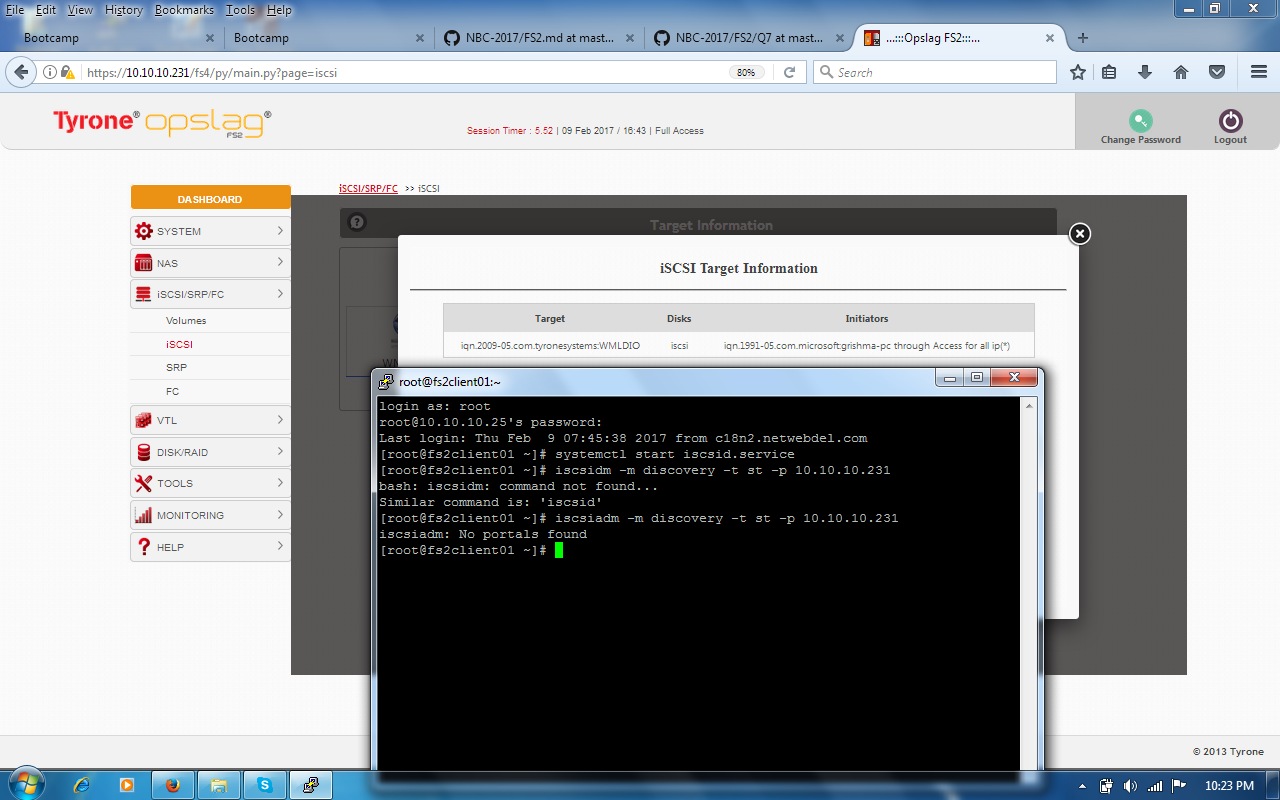 File Edit View History Bookmarks Tools Help
Bootcamp
Bootcamp
NBC-2017/FS2.md at mast...
NBC-2017/FS2/Q7 at mast...
...:::Opslag FS2:::...
https://10.10.10.231/fs4/py/main.py?page=iscsi
80%
Search
Tyrone® opslag®
FS2
Session Timer : 5.52 | 09 Feb 2017 / 16:43 | Full Access
Change Password
Logout
iSCSI/SRP/FC >> iSCSI
DASHBOARD
SYSTEM
NAS
iSCSI/SRP/FC
Volumes
iSCSI
SRP
FC
VTL
DISK/RAID
TOOLS
MONITORING
HELP
Target Information
iSCSI Target Information
Target Disks Initiators
iqn.2009-05.com.tyronesystems:WMLDIO iscsi iqn.1991-05.com.microsoft:grishma-pc through Access for all ip(*)
root@fs2client01:~
login as: root
root@10.10.10.25's password:
Last login: Thu Feb  9 07:45:38 2017 from c18n2.netwebdel.com
[root@fs2client01 ~]# systemctl start iscsid.service
[root@fs2client01 ~]# iscsidm -m discovery -t st -p 10.10.10.231
bash: iscsidm: command not found...
Similar command is: 'iscsid'
[root@fs2client01 ~]# iscsiadm -m discovery -t st -p 10.10.10.231
iscsiadm: No portals found
[root@fs2client01 ~]#
© 2013 Tyrone
10:23 PM